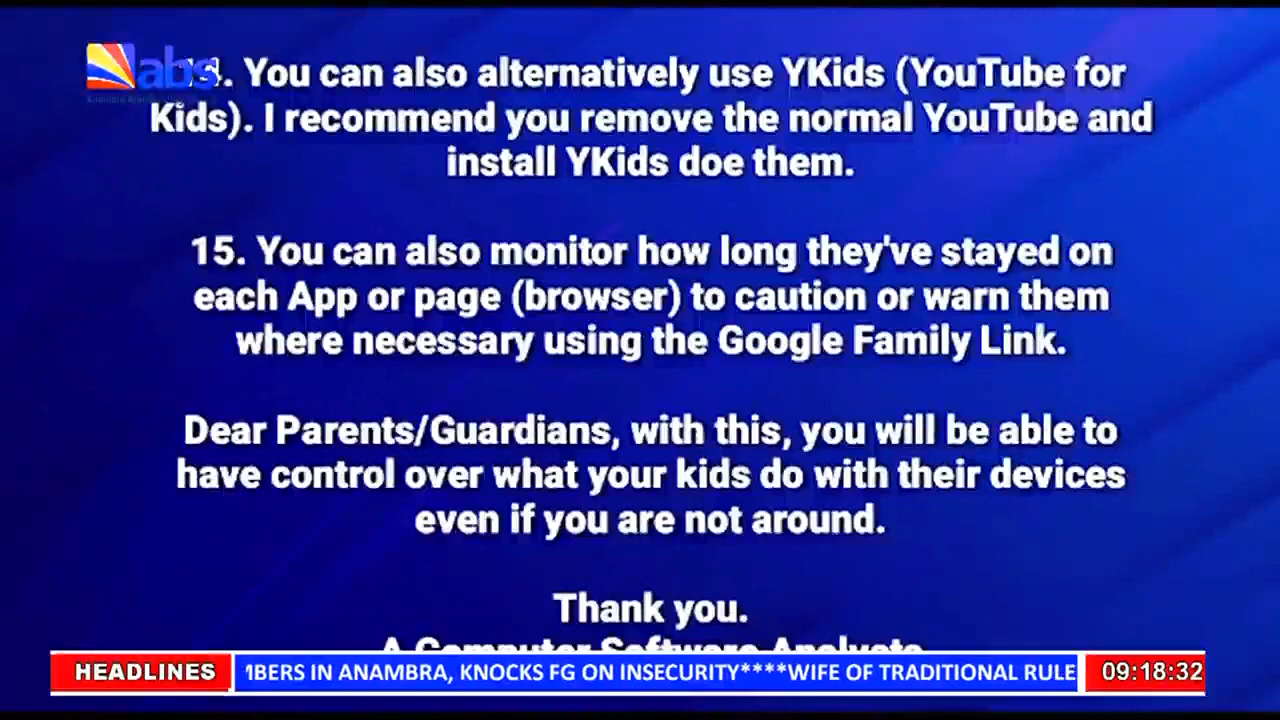 abs
. You can also alternatively use YKids (YouTube for
Kids). I recommend you remove the normal YouTube and
install YKids doe them.
15. You can also monitor how long they've stayed on
each App or page (browser) to caution or warn them
where necessary using the Google Family Link.
Dear Parents/Guardians, with this, you will be able to
have control over what your kids do with their devices
even if you are not around.
Thank you.
A Computer Software Analysts
HEADLINES
BERS IN ANAMBRA, KNOCKS FG ON INSECURITY****WIFE OF TRADITIONAL RULE
09:18:32